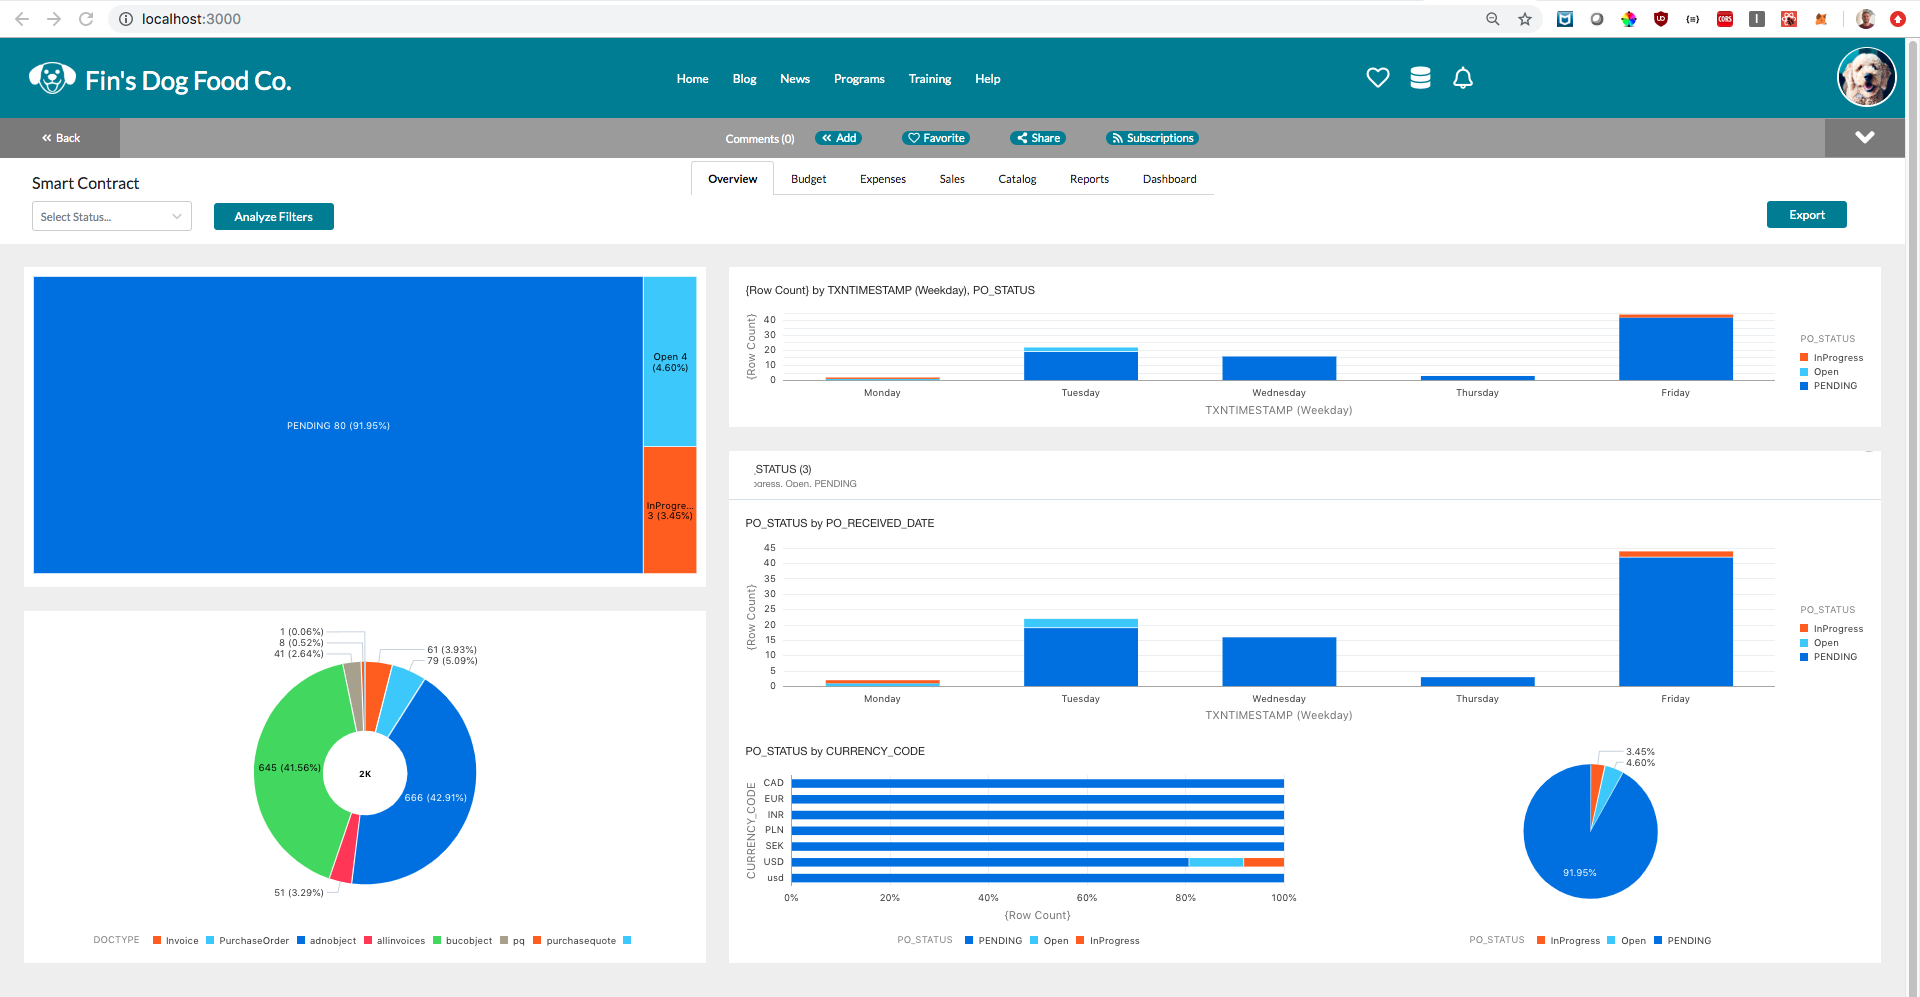 localhost:3000
Fin's Dog Food Co.
Home Blog News Programs Training Help
Back
Comments (0) Add Favorite Share Subscriptions
Smart Contract
Overview Budget Expenses Sales Catalog Reports Dashboard
Select Status...
Analyze Filters
Export
PENDING 80 (91.95%)
Open 4
(4.60%)
InProgre...
3 (3.45%)
{Row Count} by TXNTIMESTAMP (Weekday), PO_STATUS
{Row Count}
40
30
20
10
0
Monday Tuesday Wednesday Thursday Friday
TXNTIMESTAMP (Weekday)
PO_STATUS
InProgress
Open
PENDING
_STATUS (3)
ogress, Open, PENDING
PO_STATUS by PO_RECEIVED_DATE
{Row Count}
45
40
35
30
25
20
15
10
5
0
Monday Tuesday Wednesday Thursday Friday
TXNTIMESTAMP (Weekday)
PO_STATUS
InProgress
Open
PENDING
1 (0.06%)
8 (0.52%)
41 (2.64%)
61 (3.93%)
79 (5.09%)
645 (41.56%)
2K
666 (42.91%)
51 (3.29%)
DOCTYPE Invoice PurchaseOrder adnobject allinvoices bucobject pq purchasequote
PO_STATUS by CURRENCY_CODE
CURRENCY_CODE
CAD
EUR
INR
PLN
SEK
USD
usd
0% 20% 40% 60% 80% 100%
{Row Count}
PO_STATUS PENDING Open InProgress
3.45%
4.60%
91.95%
PO_STATUS InProgress Open PENDING